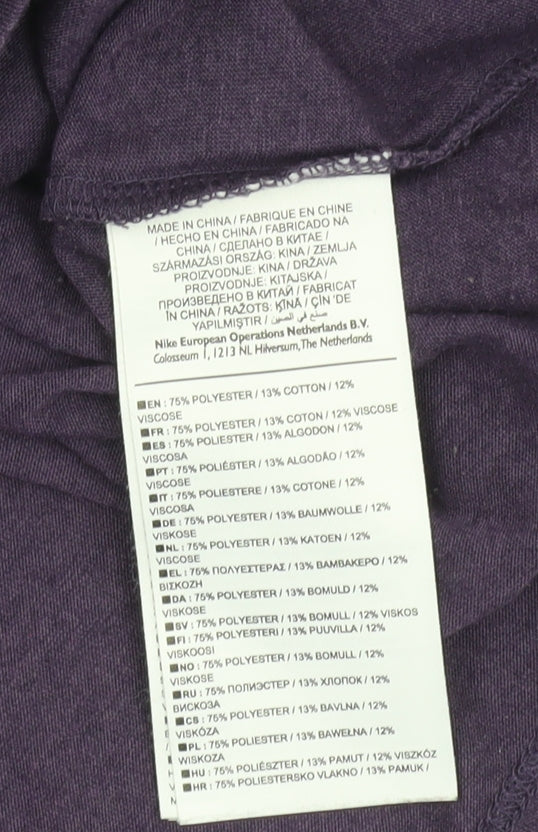 MADE IN CHINA / FABRIQUE EN CHINE
/ HECHO EN CHINA / FABRICADO NA
CHINA / СДЕЛАНО В КИТАЕ /
SZÁRMAZÁSI ORSZÁG: KINA / ZEMLJA
PROIZVODNJE: KINA / DRŽAVA
PROIZVODNJE: KITAJSKA /
ПРОИЗВЕДЕНО В КИТАЙ / FABRICAT
ÎN CHINA / RAŽOTS: ĶĪNĀ / ÇİN 'DE
YAPILMIŞTIR / صنع في الصين
Nike European Operations Netherlands B.V.
Colosseum 1, 1213 NL Hilversum, The Netherlands
EN : 75% POLYESTER / 13% COTTON / 12%
VISCOSE
FR : 75% POLYESTER / 13% COTON / 12% VISCOSE
ES : 75% POLIESTER / 13% ALGODON / 12%
VISCOSA
PT : 75% POLIÉSTER / 13% ALGODÃO / 12%
VISCOSE
IT : 75% POLIESTERE / 13% COTONE / 12%
VISCOSA
DE : 75% POLYESTER / 13% BAUMWOLLE / 12%
VISKOSE
NL : 75% POLYESTER / 13% KATOEN / 12%
VISCOSE
EL : 75% ΠΟΛΥΕΣΤΕΡΑΣ / 13% ΒΑΜΒΑΚΕΡΟ / 12%
ΒΙΣΚΟΖΗ
DA : 75% POLYESTER / 13% BOMULD / 12%
VISKOSE
SV : 75% POLYESTER / 13% BOMULL / 12% VISKOS
FI : 75% POLYESTERI / 13% PUUVILLA / 12%
VISKOOSI
NO : 75% POLYESTER / 13% BOMULL / 12%
VISKOSE
RU : 75% ПОЛИЭСТЕР / 13% ХЛОПОК / 12%
ВИСКОЗА
CS : 75% POLYESTER / 13% BAVLNA / 12%
VISKÓZA
PL : 75% POLIESTER / 13% BAWEŁNA / 12%
WISKOZA
HU : 75% POLIÉSZTER / 13% PAMUT / 12% VISZKÓZ
HR : 75% POLIESTERSKO VLAKNO / 13% PAMUK /